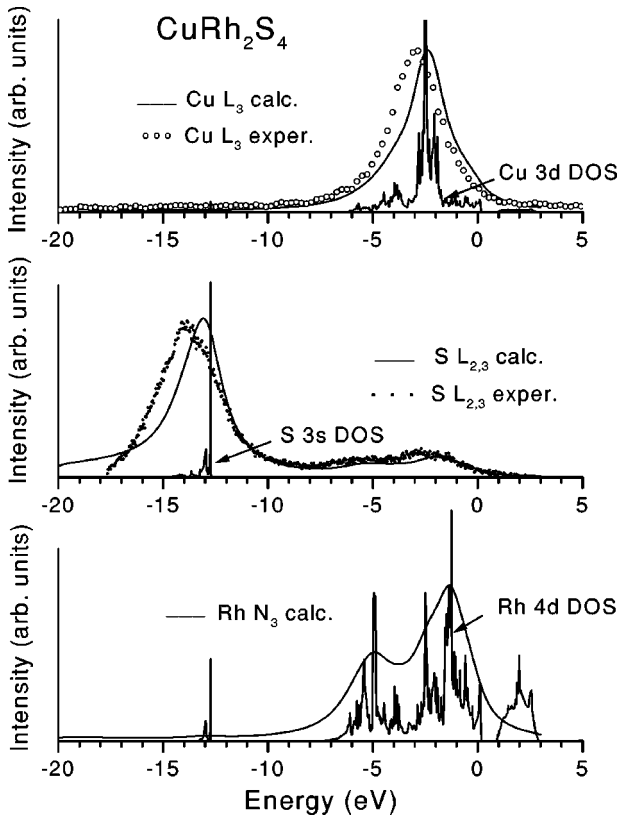 CuRh₂S₄
Intensity (arb. units)
Cu L₃ calc.
Cu L₃ exper.
Cu 3d DOS
-20 -15 -10 -5 0 5
Intensity (arb. units)
S L₂,₃ calc.
S L₂,₃ exper.
S 3s DOS
-20 -15 -10 -5 0 5
Intensity (arb. units)
Rh N₃ calc.
Rh 4d DOS
-20 -15 -10 -5 0 5
Energy (eV)